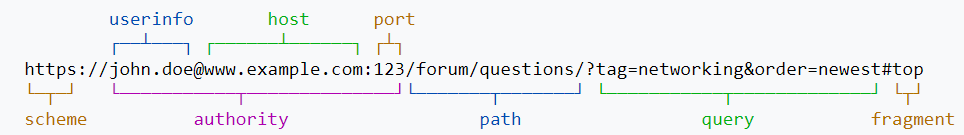 userinfo host port
https://john.doe@www.example.com:123/forum/questions/?tag=networking&order=newest#top
scheme authority path query fragment